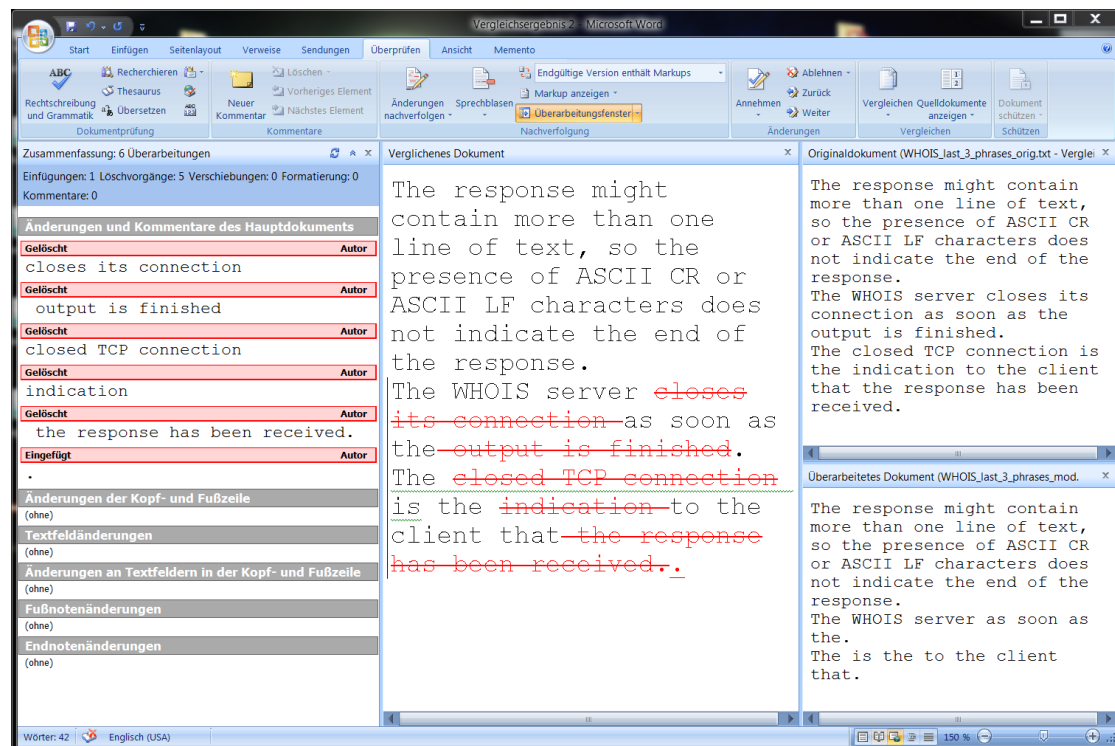 Vergleichsergebnis 2 - Microsoft Word
Start Einfügen Seitenlayout Verweise Sendungen Überprüfen Ansicht Memento
ABC
Rechtschreibung und Grammatik
Recherchieren
Thesaurus
Übersetzen
Dokumentprüfung
Neuer Kommentar
Löschen
Vorheriges Element
Nächstes Element
Kommentare
Änderungen nachverfolgen
Sprechblasen
Endgültige Version enthält Markups
Markup anzeigen
Überarbeitungsfenster
Nachverfolgung
Annehmen
Ablehnen
Zurück
Weiter
Änderungen
Vergleichen
Quelldokumente anzeigen
Vergleichen
Dokument schützen
Schützen
Zusammenfassung: 6 Überarbeitungen
Einfügungen: 1 Löschvorgänge: 5 Verschiebungen: 0 Formatierung: 0
Kommentare: 0
Änderungen und Kommentare des Hauptdokuments
Gelöscht Autor
closes its connection
Gelöscht Autor
output is finished
Gelöscht Autor
closed TCP connection
Gelöscht Autor
indication
Gelöscht Autor
the response has been received.
Eingefügt Autor
.
Änderungen der Kopf- und Fußzeile
(ohne)
Textfeldänderungen
(ohne)
Änderungen an Textfeldern in der Kopf- und Fußzeile
(ohne)
Fußnotenänderungen
(ohne)
Endnotenänderungen
(ohne)
Verglichenes Dokument
The response might
contain more than one
line of text, so the
presence of ASCII CR or
ASCII LF characters does
not indicate the end of
the response.
The WHOIS server closes
its connection as soon as
the output is finished.
The closed TCP connection
is the indication to the
client that the response
has been received..
Originaldokument (WHOIS_last_3_phrases_orig.txt - Verglei
The response might contain
more than one line of text,
so the presence of ASCII CR
or ASCII LF characters does
not indicate the end of the
response.
The WHOIS server closes its
connection as soon as the
output is finished.
The closed TCP connection is
the indication to the client
that the response has been
received.
Überarbeitetes Dokument (WHOIS_last_3_phrases_mod.
The response might contain
more than one line of text,
so the presence of ASCII CR
or ASCII LF characters does
not indicate the end of the
response.
The WHOIS server as soon as
the.
The is the to the client
that.
Wörter: 42 Englisch (USA) 150 %